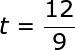 t = 12/9